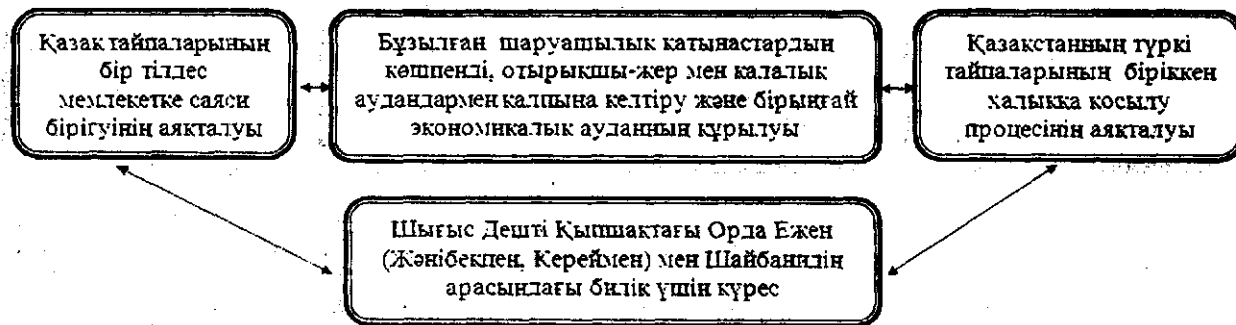 Қазақ тайпаларының
бір тілдес
мемлекетке саяси
бірігуінің аяқталуы
Бұзылған шаруашылық қатынастардың
көшпенді, отырықшы-жер мен қалалық
аудандармен қалпына келтіру және бірыңғай
экономикалық ауданның құрылуы
Қазақстанның түркі
тайпаларының біріккен
халыққа қосылу
процесінің аяқталуы
Шығыс Дешті Қыпшақтағы Орда Ежен
(Жәнібекпен, Кереймен) мен Шайбанидің
арасындағы билік үшін күрес